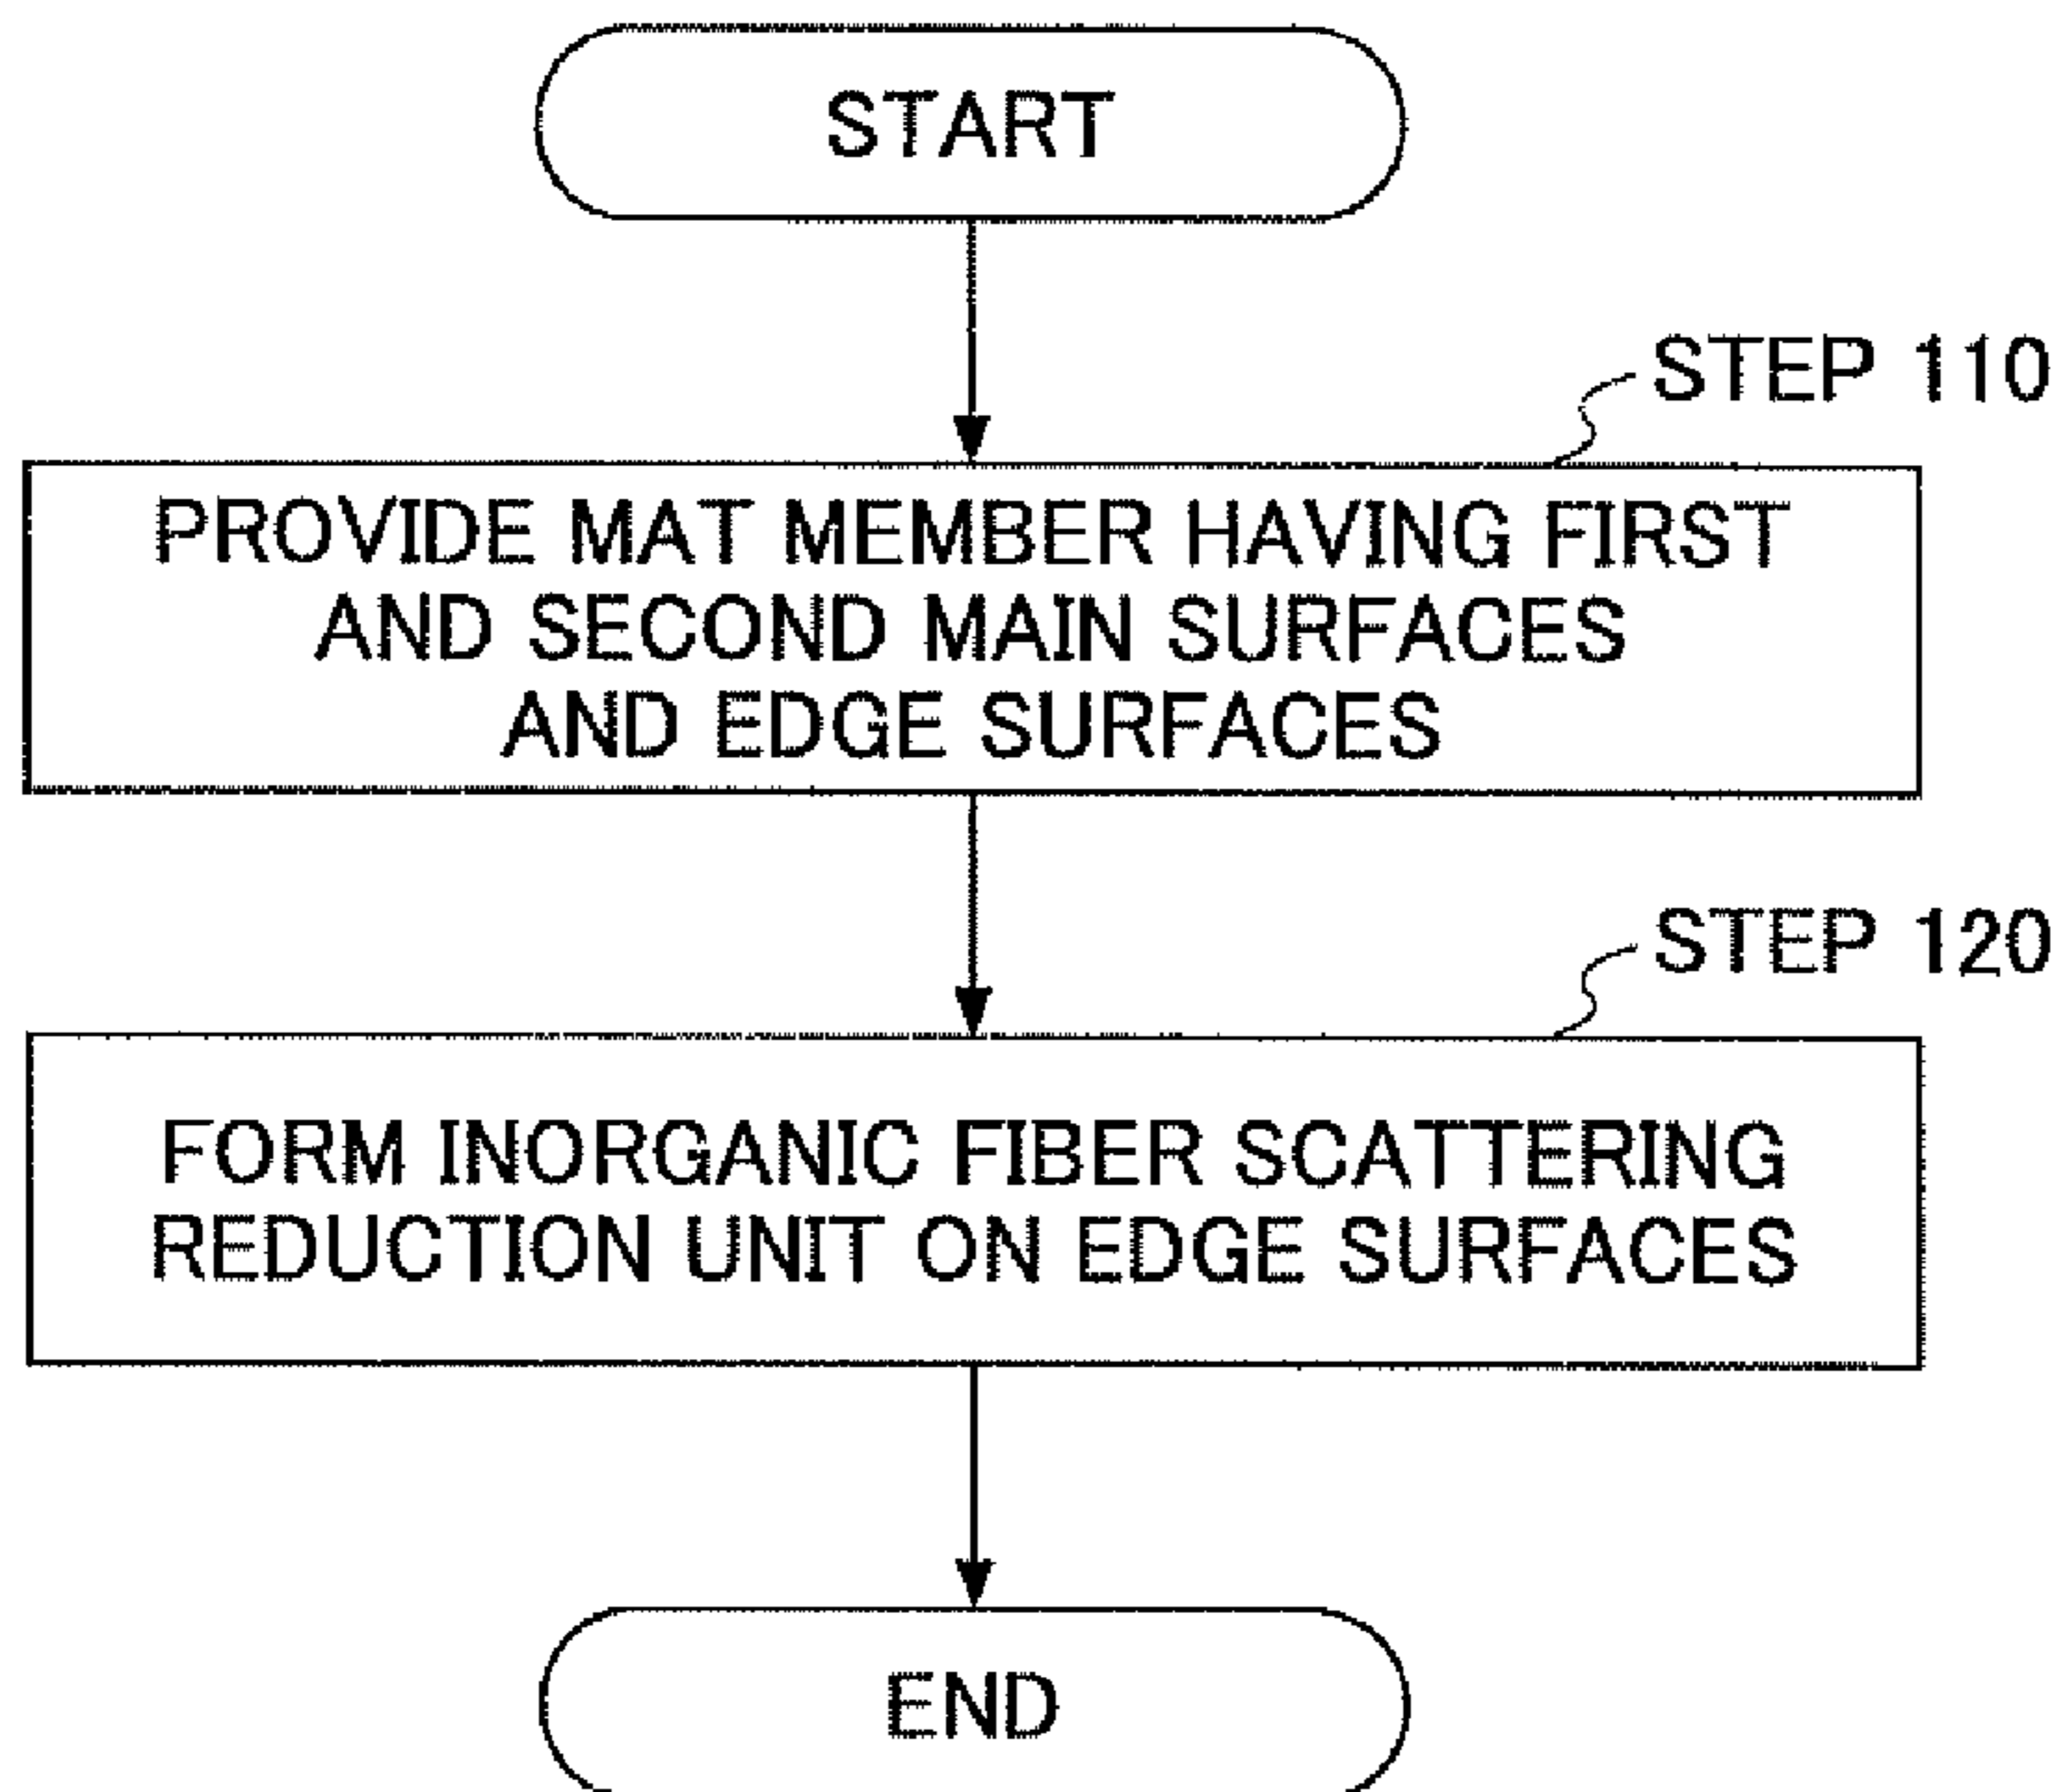 START
STEP 110
PROVIDE MAT MEMBER HAVING FIRST
AND SECOND MAIN SURFACES
AND EDGE SURFACES
STEP 120
FORM INORGANIC FIBER SCATTERING
REDUCTION UNIT ON EDGE SURFACES
END